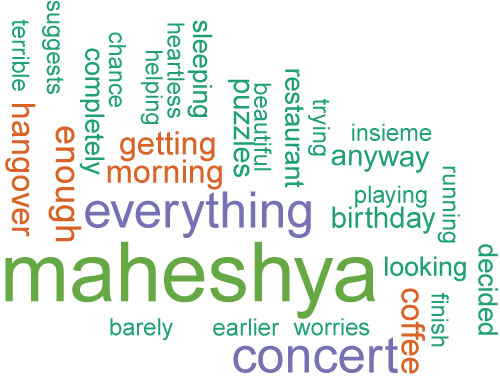 terrible
suggests
chance
completely
helping
heartless
sleeping
puzzles
beautiful
restaurant
trying
insieme
anyway
hangover
enough
getting
morning
everything
playing
birthday
running
maheshya
looking
decided
coffee
finish
barely
earlier
worries
concert